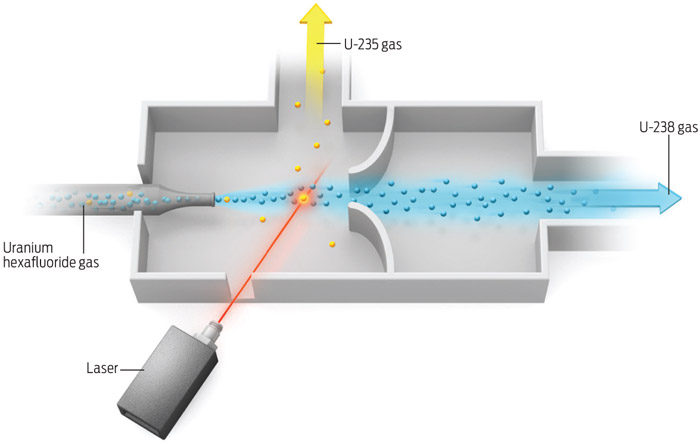 U-235 gas
U-238 gas
Uranium
hexafluoride gas
Laser